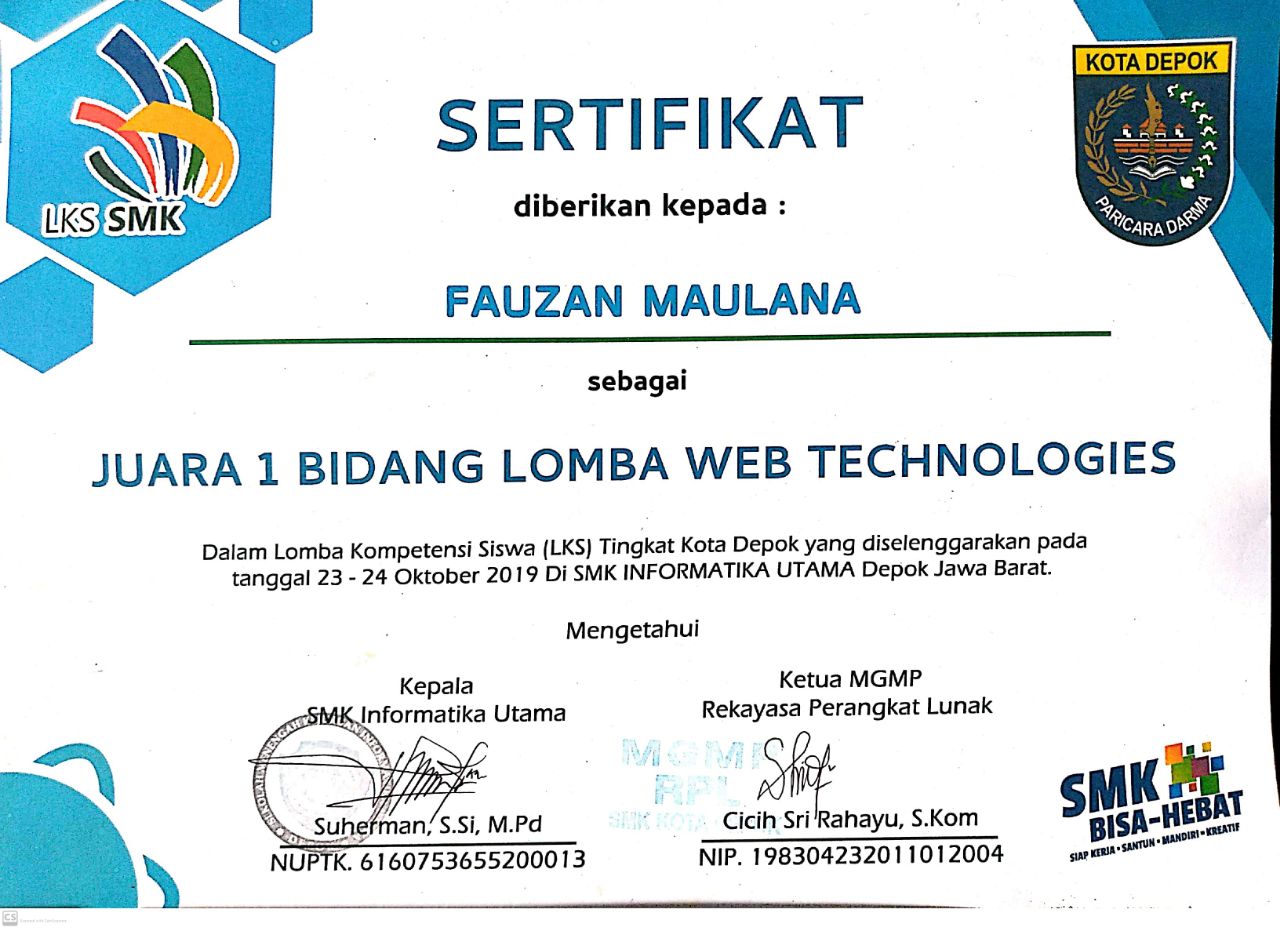 LKS SMK
KOTA DEPOK
PARICARA DARMA
SERTIFIKAT
diberikan kepada :
FAUZAN MAULANA
sebagai
JUARA 1 BIDANG LOMBA WEB TECHNOLOGIES
Dalam Lomba Kompetensi Siswa (LKS) Tingkat Kota Depok yang diselenggarakan pada
tanggal 23 - 24 Oktober 2019 Di SMK INFORMATIKA UTAMA Depok Jawa Barat.
Mengetahui
Kepala
SMK Informatika Utama
Suherman, S.Si, M.Pd
NUPTK. 6160753655200013
Ketua MGMP
Rekayasa Perangkat Lunak
MGMP
RPL
SMK KOTA
Cicih Sri Rahayu, S.Kom
NIP. 198304232011012004
SMK
BISA-HEBAT
SIAP KERJA • SANTUN • MANDIRI • KREATIF
CS